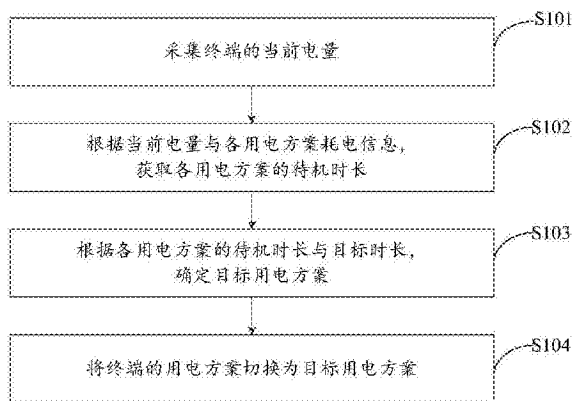 S101
采集终端的当前电量
S102
根据当前电量与各用电方案耗电信息，
获取各用电方案的待机时长
S103
根据各用电方案的待机时长与目标时长，
确定目标用电方案
S104
将终端的用电方案切换为目标用电方案